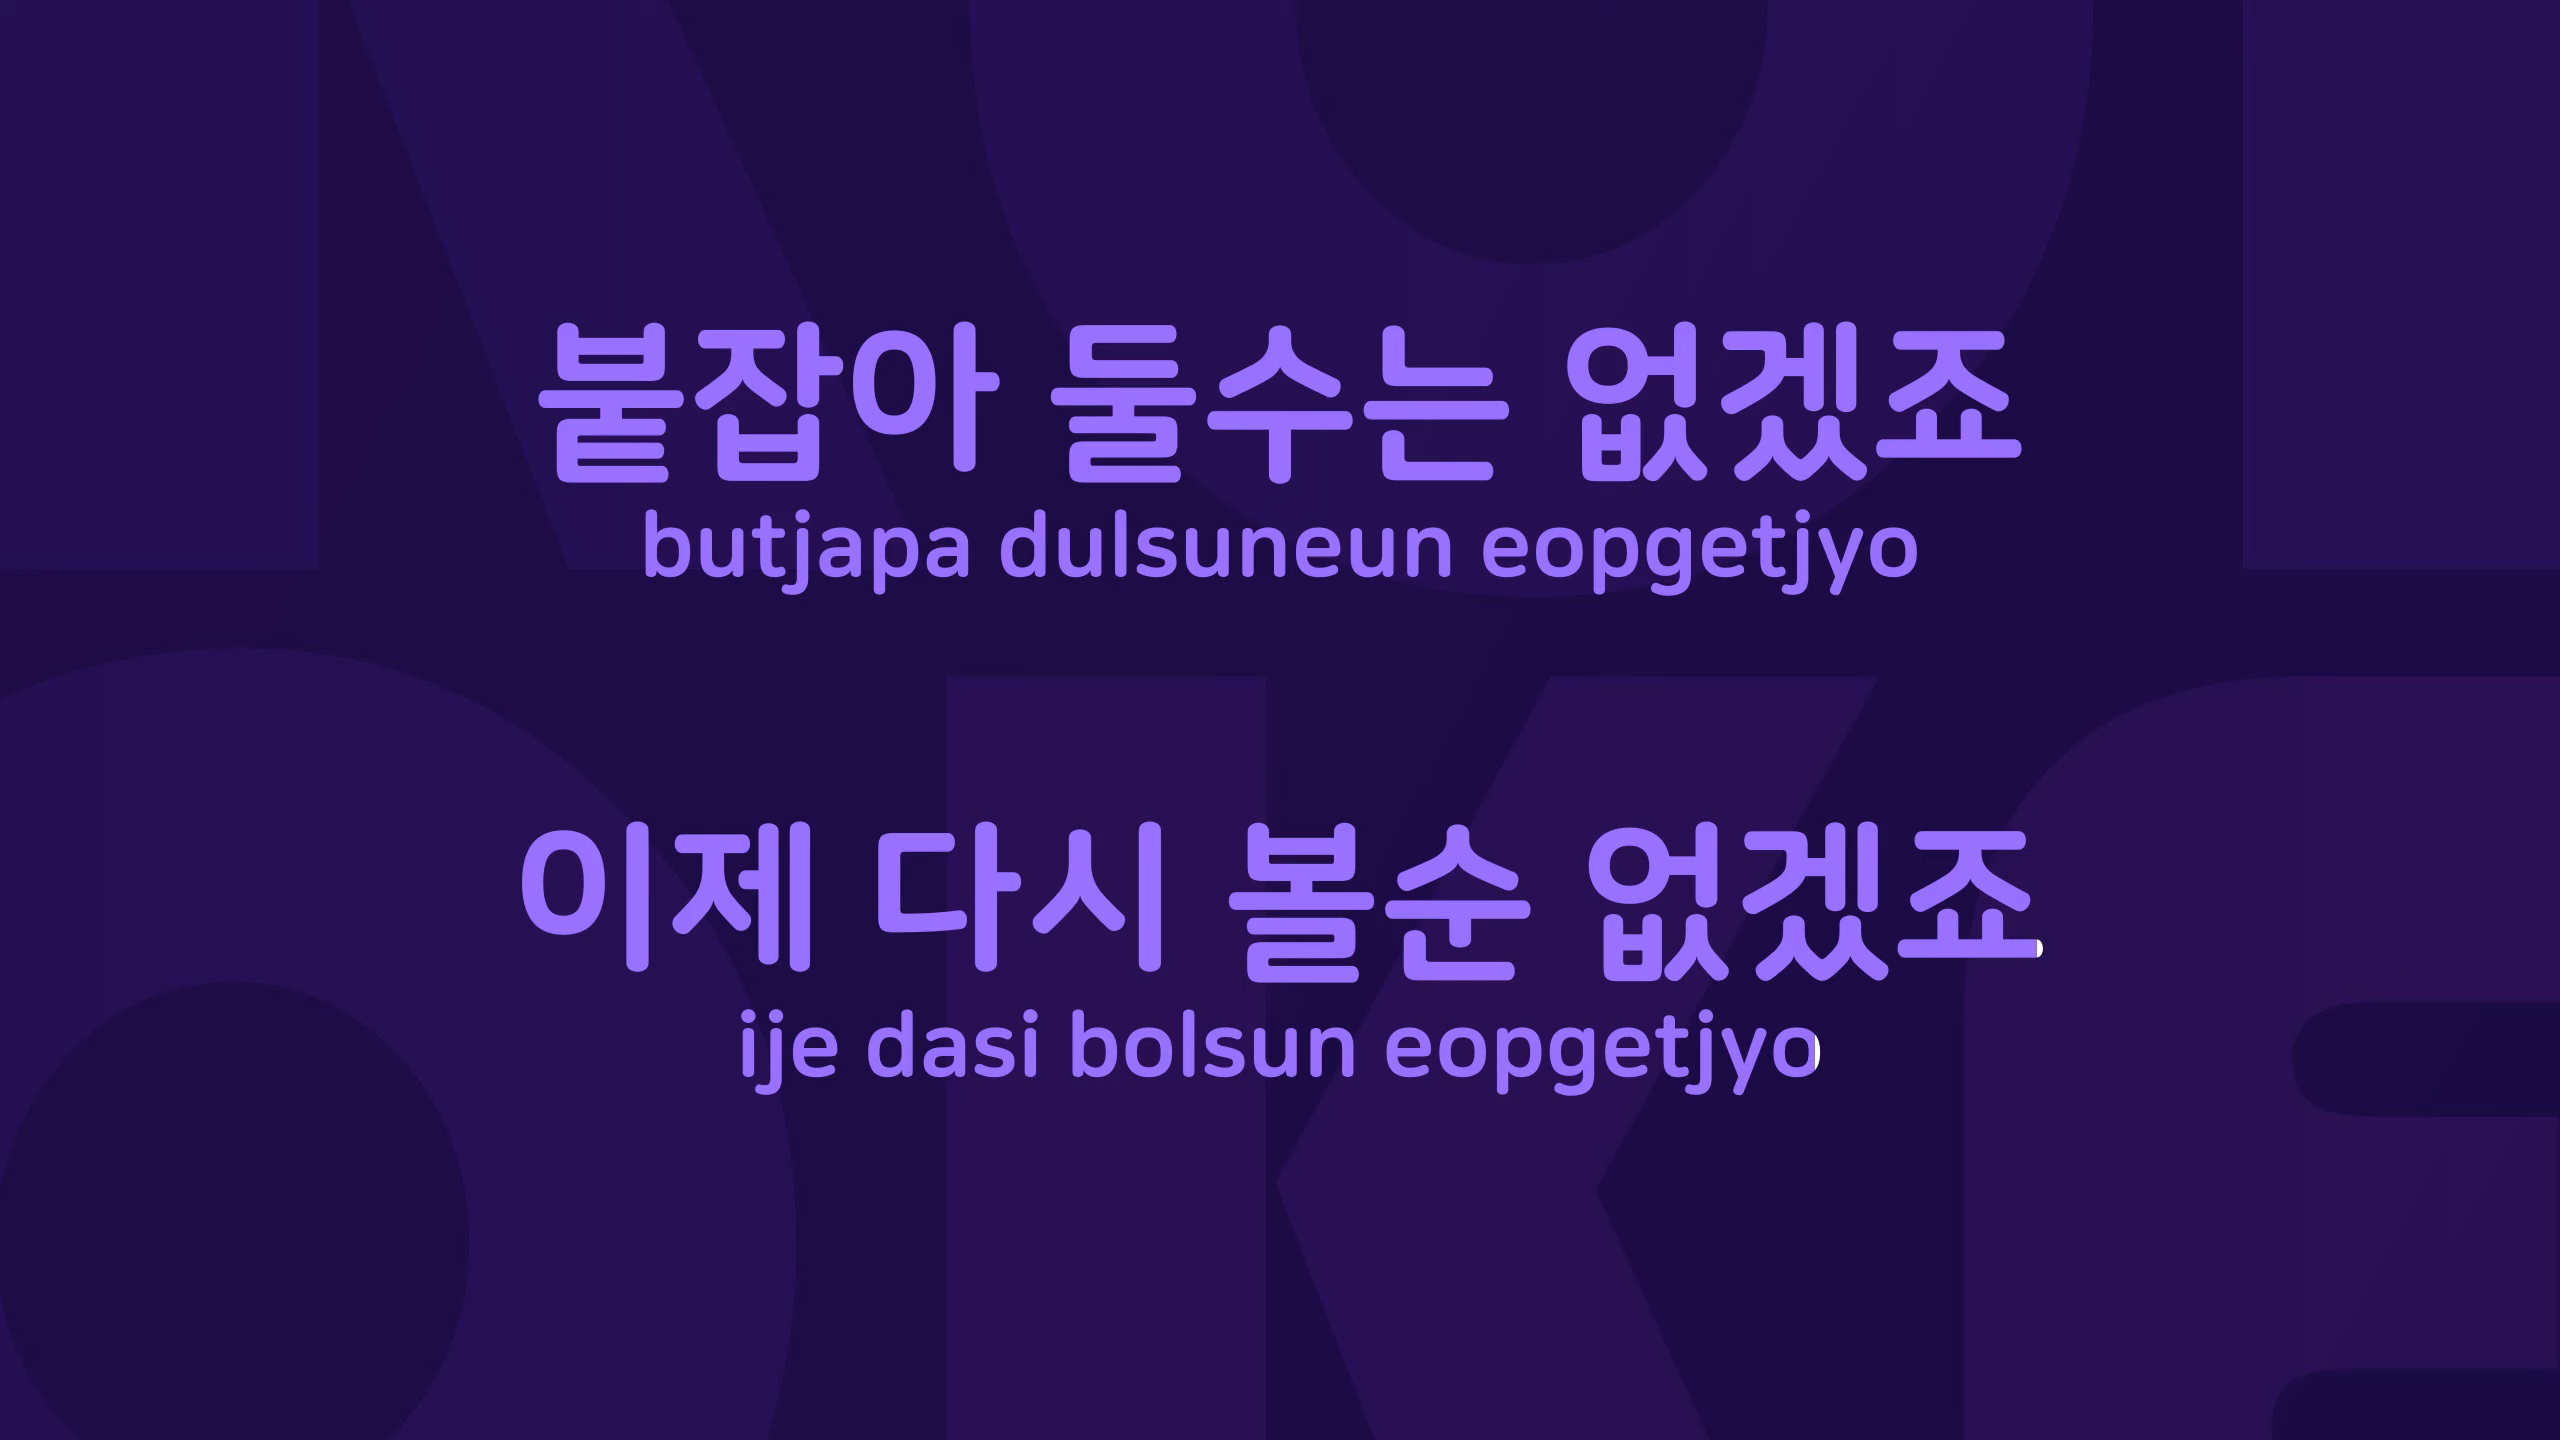 붙잡아 둘수는 없겠죠
butjapa dulsuneun eopgetjyo
이제 다시 볼순 없겠죠
ije dasi bolsun eopgetjyo